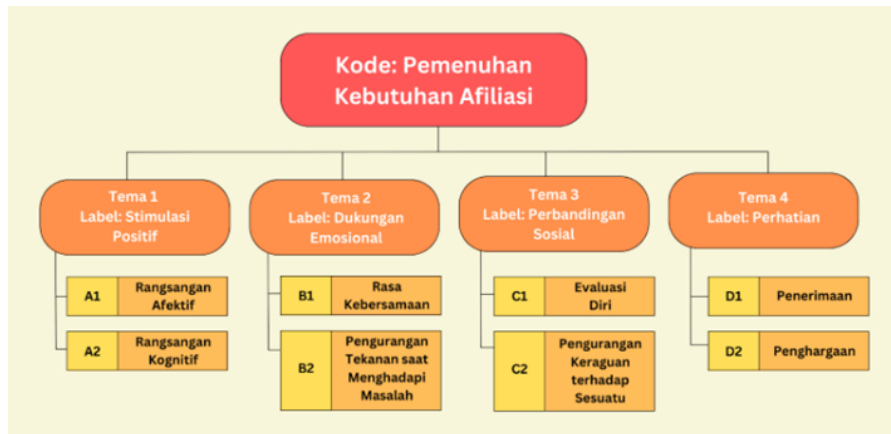 Kode: Pemenuhan
Kebutuhan Afiliasi
Tema 1
Label: Stimulasi
Positif
A1
Rangsangan
Afektif
A2
Rangsangan
Kognitif
Tema 2
Label: Dukungan
Emosional
B1
Rasa
Kebersamaan
B2
Pengurangan
Tekanan saat
Menghadapi
Masalah
Tema 3
Label: Perbandingan
Sosial
C1
Evaluasi
Diri
C2
Pengurangan
Keraguan
terhadap
Sesuatu
Tema 4
Label: Perhatian
D1
Penerimaan
D2
Penghargaan